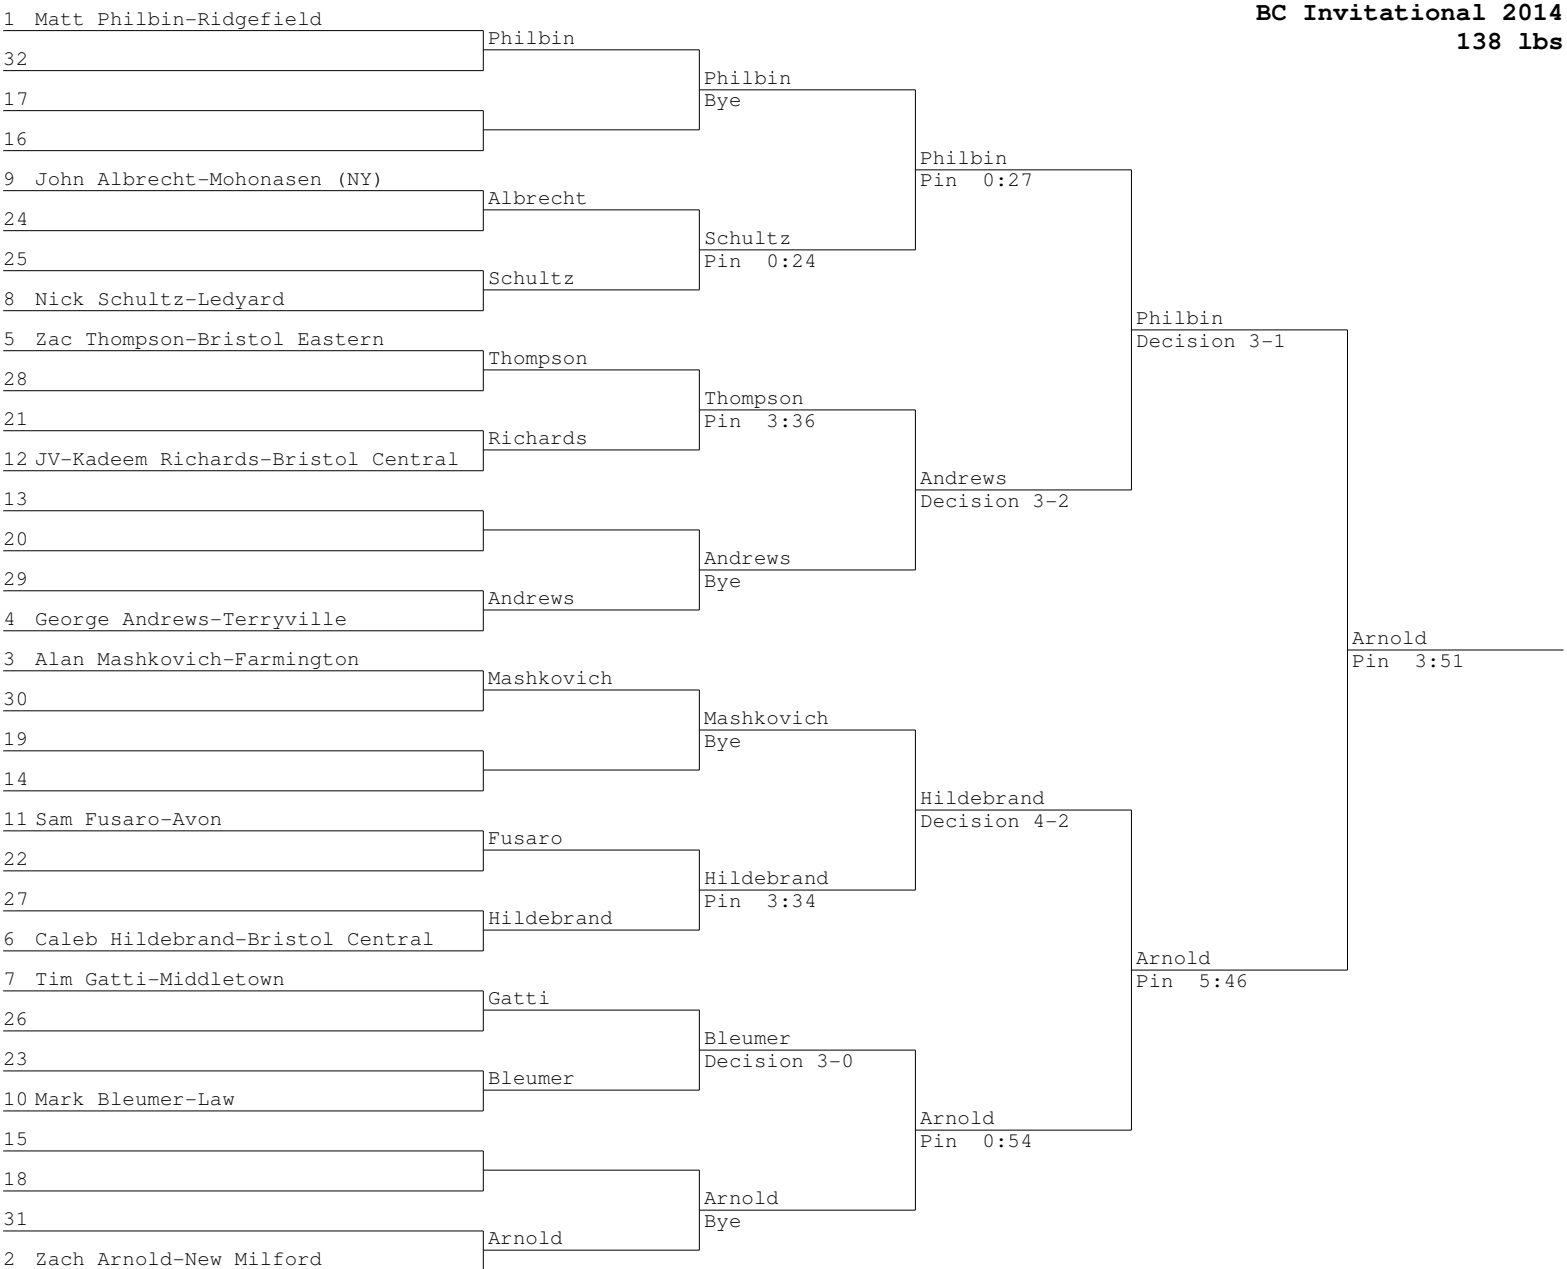 BC Invitational 2014
138 lbs
1 Matt Philbin-Ridgefield
32
17
16
9 John Albrecht-Mohonasen (NY)
24
25
8 Nick Schultz-Ledyard
5 Zac Thompson-Bristol Eastern
28
21
12 JV-Kadeem Richards-Bristol Central
13
20
29
4 George Andrews-Terryville
3 Alan Mashkovich-Farmington
30
19
14
11 Sam Fusaro-Avon
22
27
6 Caleb Hildebrand-Bristol Central
7 Tim Gatti-Middletown
26
23
10 Mark Bleumer-Law
15
18
31
2 Zach Arnold-New Milford
Philbin
Albrecht
Schultz
Thompson
Richards
Andrews
Mashkovich
Fusaro
Hildebrand
Gatti
Bleumer
Arnold
Philbin
Bye
Schultz
Pin 0:24
Thompson
Pin 3:36
Andrews
Bye
Mashkovich
Bye
Hildebrand
Pin 3:34
Bleumer
Decision 3-0
Arnold
Bye
Philbin
Pin 0:27
Andrews
Decision 3-2
Hildebrand
Decision 4-2
Arnold
Pin 0:54
Philbin
Decision 3-1
Arnold
Pin 5:46
Arnold
Pin 3:51